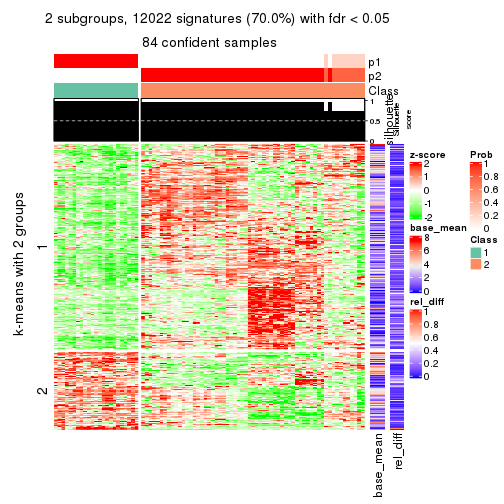 2 subgroups, 12022 signatures (70.0%) with fdr < 0.05
84 confident samples
p1
p2
Class
1
0.5
0
silhouette
Silhouette
score
k-means with 2 groups
1
2
base_mean
rel_diff
z-score
2
1
0
-1
-2
base_mean
8
6
4
2
0
rel_diff
1
0.8
0.6
0.4
0.2
0
Prob
1
0.8
0.6
0.4
0.2
0
Class
1
2